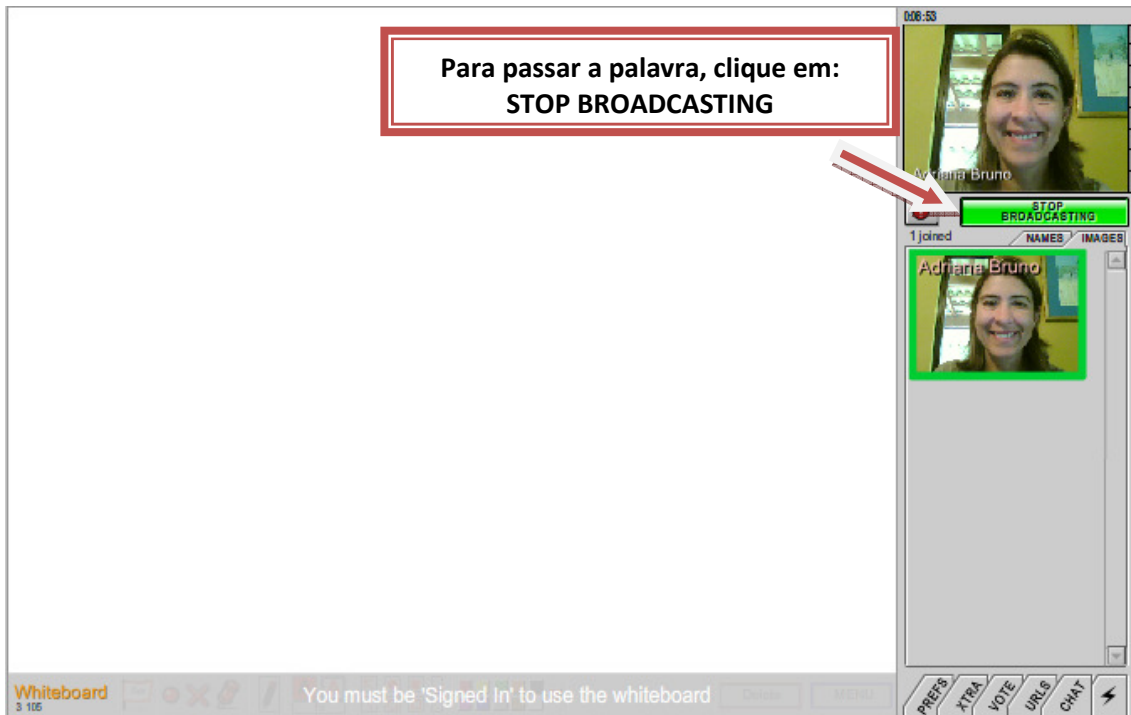 0:08:53
Para passar a palavra, clique em:
STOP BROADCASTING
Adriana Bruno
STOP
BROADCASTING
1 joined
NAMES
IMAGES
Adriana Bruno
Whiteboard
3 105
You must be 'Signed In' to use the whiteboard
MENU
PREFS
XTRA
VOTE
URLS
CHAT